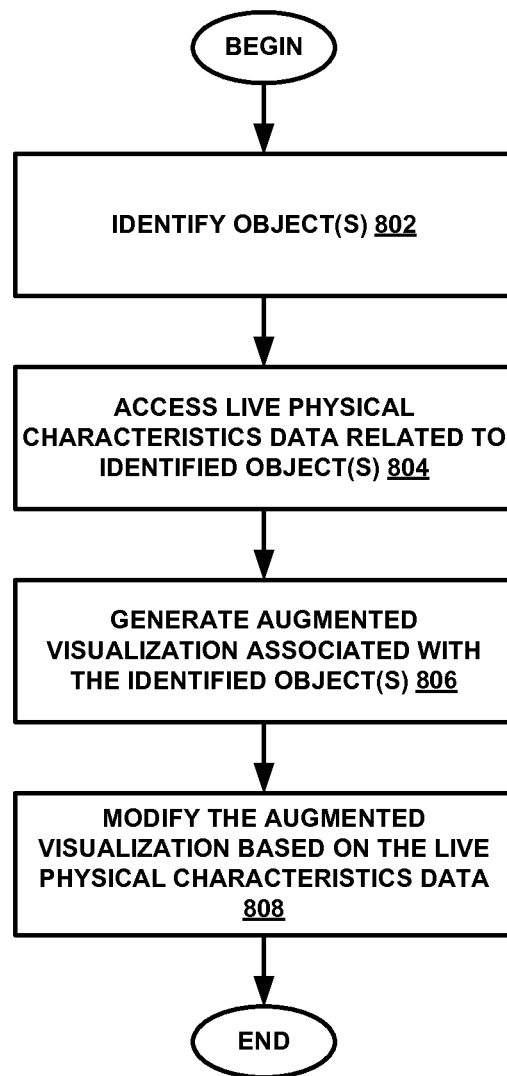 BEGIN
IDENTIFY OBJECT(S) 802
ACCESS LIVE PHYSICAL
CHARACTERISTICS DATA RELATED TO
IDENTIFIED OBJECT(S) 804
GENERATE AUGMENTED
VISUALIZATION ASSOCIATED WITH
THE IDENTIFIED OBJECT(S) 806
MODIFY THE AUGMENTED
VISUALIZATION BASED ON THE LIVE
PHYSICAL CHARACTERISTICS DATA
808
END